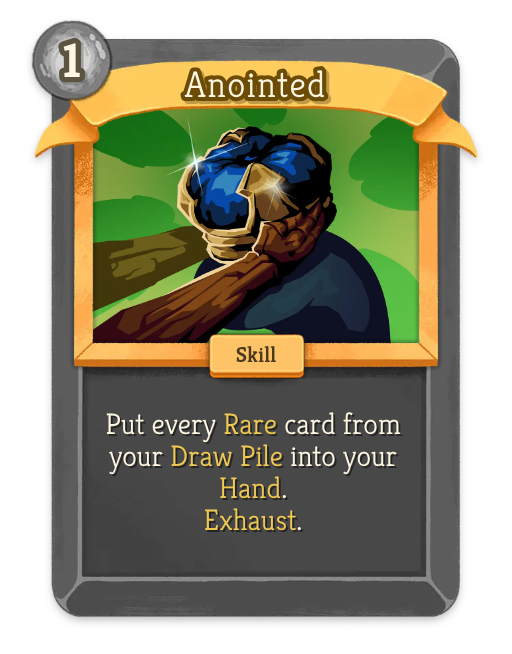 1
Anointed
Skill
Put every Rare card from
your Draw Pile into your
Hand.
Exhaust.